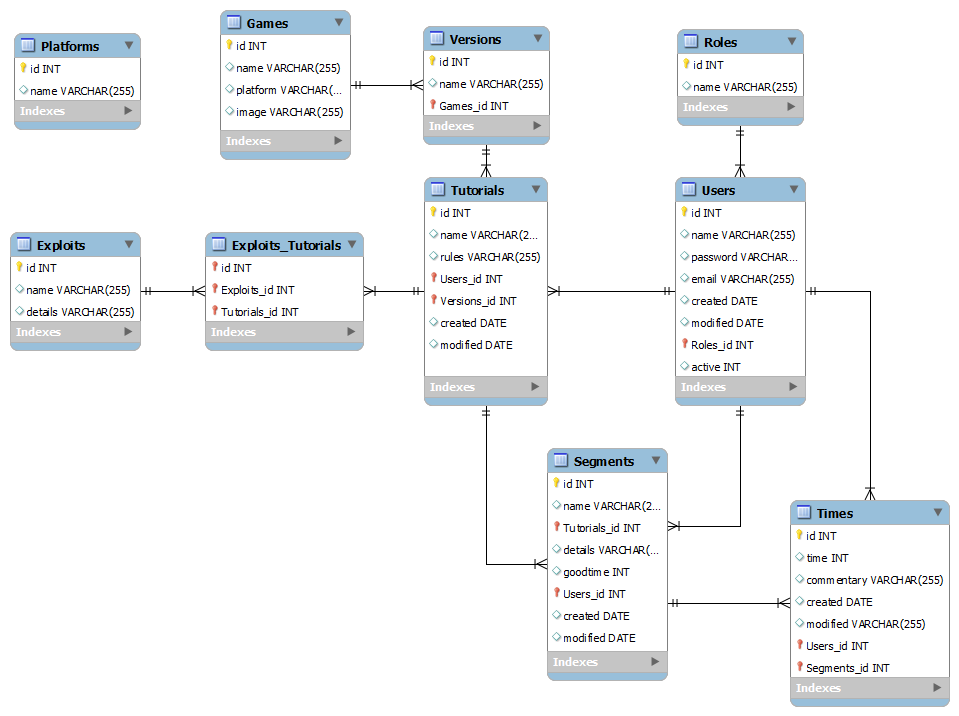 Platforms
id INT
name VARCHAR(255)
Indexes
Games
id INT
name VARCHAR(255)
platform VARCHAR(...
image VARCHAR(255)
Indexes
Versions
id INT
name VARCHAR(255)
Games_id INT
Indexes
Roles
id INT
name VARCHAR(255)
Indexes
Exploits
id INT
name VARCHAR(255)
details VARCHAR(255)
Indexes
Exploits_Tutorials
id INT
Exploits_id INT
Tutorials_id INT
Indexes
Tutorials
id INT
name VARCHAR(2...
rules VARCHAR(255)
Users_id INT
Versions_id INT
created DATE
modified DATE
Indexes
Users
id INT
name VARCHAR(255)
password VARCHAR...
email VARCHAR(255)
created DATE
modified DATE
Roles_id INT
active INT
Indexes
Segments
id INT
name VARCHAR(2...
Tutorials_id INT
details VARCHAR(...
goodtime INT
Users_id INT
created DATE
modified DATE
Indexes
Times
id INT
time INT
commentary VARCHAR(255)
created DATE
modified VARCHAR(255)
Users_id INT
Segments_id INT
Indexes